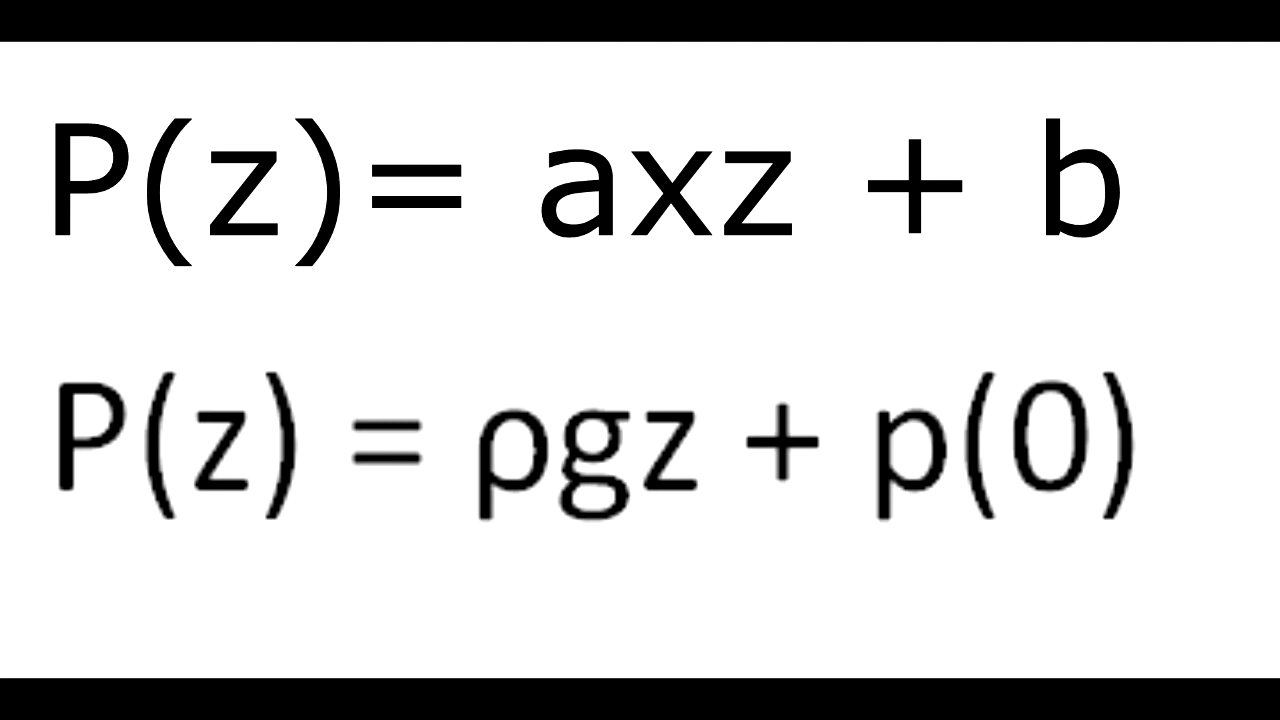 P(z)= axz + b
P(z) = ρgz + p(0)